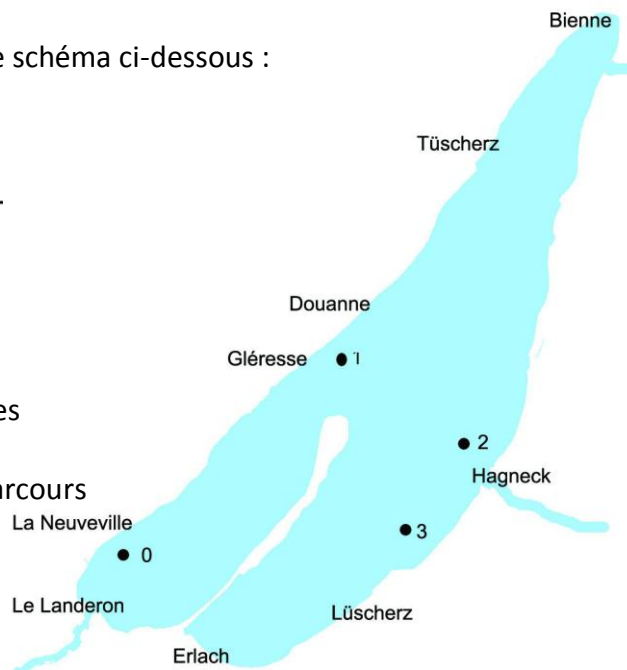 Bienne
e schéma ci-dessous :
Tüscherz
Douanne
Gléresse 1
es
2
Hagneck
arcours
La Neuveville
3
0
Le Landeron
Lüscherz
Erlach